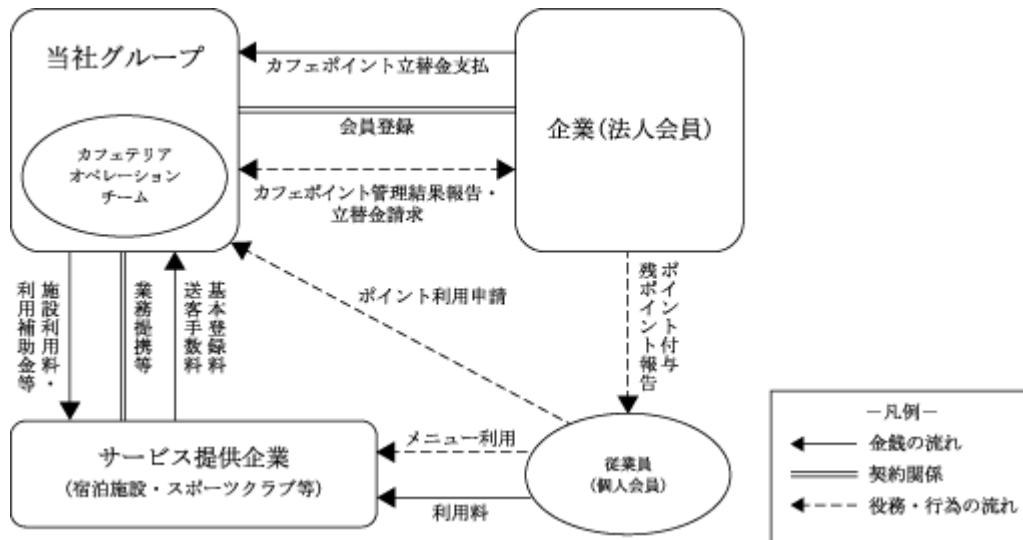 当社グループ
カフェテリア
オペレーション
チーム
カフェポイント立替金支払
会員登録
カフェポイント管理結果報告・
立替金請求
企業(法人会員)
施設利用料・
利用補助金等
業務提携等
基本登録料
送客手数料
ポイント利用申請
ポイント付与
残ポイント報告
サービス提供企業
(宿泊施設・スポーツクラブ等)
メニュー利用
利用料
従業員
(個人会員)
－凡例－
金銭の流れ
契約関係
役務・行為の流れ